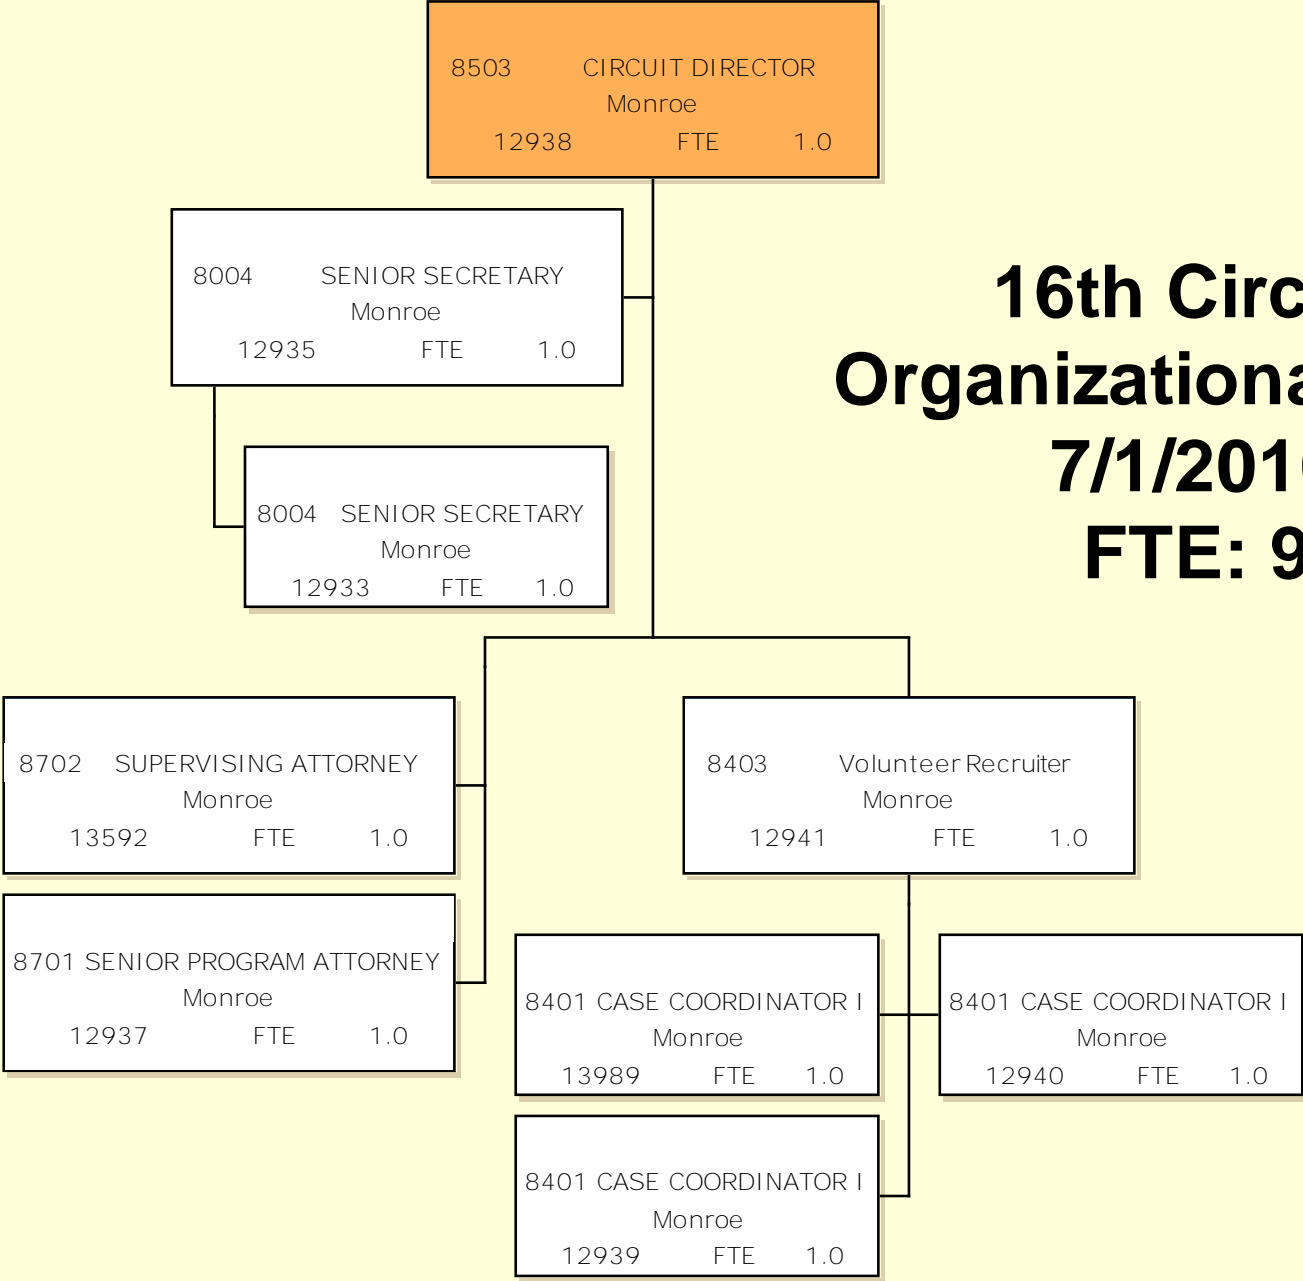 8503 CIRCUIT DIRECTOR
Monroe
12938 FTE 1.0
8004 SENIOR SECRETARY
Monroe
12935 FTE 1.0
16th Circ
Organizationa
7/1/201
FTE: 9
8004 SENIOR SECRETARY
Monroe
12933 FTE 1.0
8702 SUPERVISING ATTORNEY
Monroe
13592 FTE 1.0
8403 Volunteer Recruiter
Monroe
12941 FTE 1.0
8701 SENIOR PROGRAM ATTORNEY
Monroe
12937 FTE 1.0
8401 CASE COORDINATOR I
Monroe
13989 FTE 1.0
8401 CASE COORDINATOR I
Monroe
12940 FTE 1.0
8401 CASE COORDINATOR I
Monroe
12939 FTE 1.0